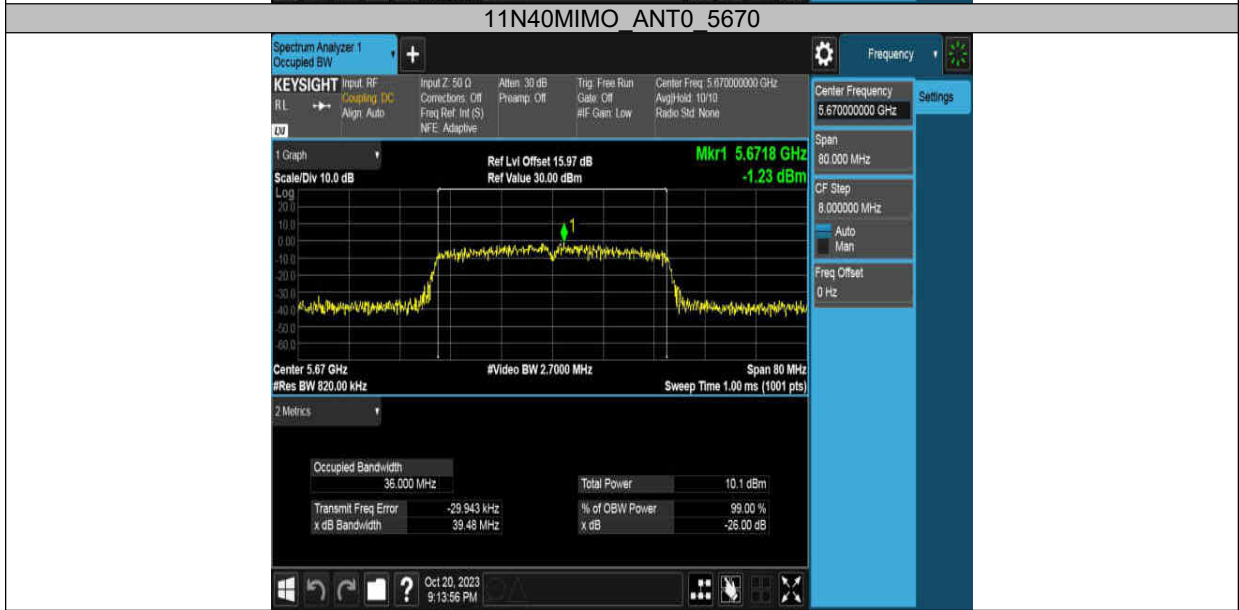 11N40MIMO_ANT0_5670
Spectrum Analyzer 1
Occupied BW
+
Frequency
KEYSIGHT
RL
LXI
Input: RF
Coupling: DC
Align: Auto
Input Z: 50 Ω
Corrections: Off
Freq Ref: Int (S)
NFE: Adaptive
Atten: 30 dB
Preamp: Off
Trig: Free Run
Gate: Off
#IF Gain: Low
Center Freq: 5.670000000 GHz
Avg|Hold: 10/10
Radio Std: None
Center Frequency
5.670000000 GHz
Settings
Span
80.000 MHz
CF Step
8.000000 MHz
Auto
Man
Freq Offset
0 Hz
1 Graph
Scale/Div 10.0 dB
Ref Lvl Offset 15.97 dB
Ref Value 30.00 dBm
Mkr1 5.6718 GHz
-1.23 dBm
Log
20.0
10.0
0.00
-10.0
-20.0
-30.0
-40.0
-50.0
-60.0
1
Center 5.67 GHz
#Video BW 2.7000 MHz
Span 80 MHz
#Res BW 820.00 kHz
Sweep Time 1.00 ms (1001 pts)
2 Metrics
Occupied Bandwidth
36.000 MHz
Total Power 10.1 dBm
Transmit Freq Error -29.943 kHz
% of OBW Power 99.00 %
x dB Bandwidth 39.48 MHz
x dB -26.00 dB
?
Oct 20, 2023
9:13:56 PM